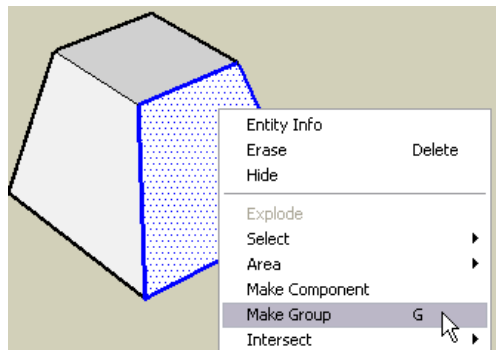 Entity Info
Erase Delete
Hide
Explode
Select
Area
Make Component
Make Group G
Intersect